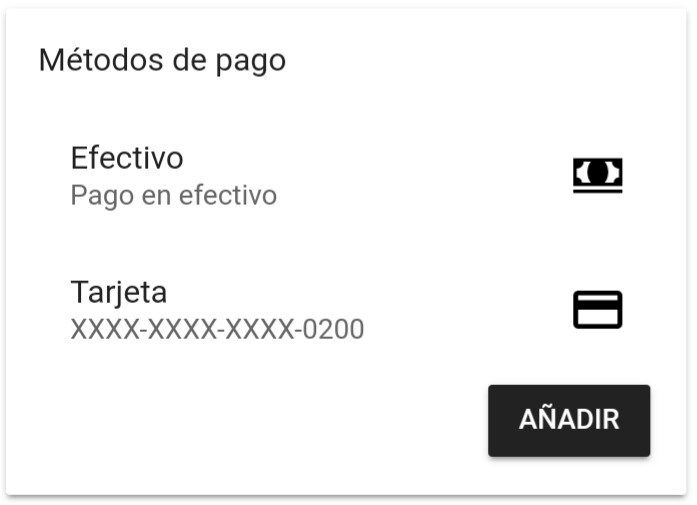 Métodos de pago
Efectivo
Pago en efectivo
Tarjeta
XXXX-XXXX-XXXX-0200
AÑADIR